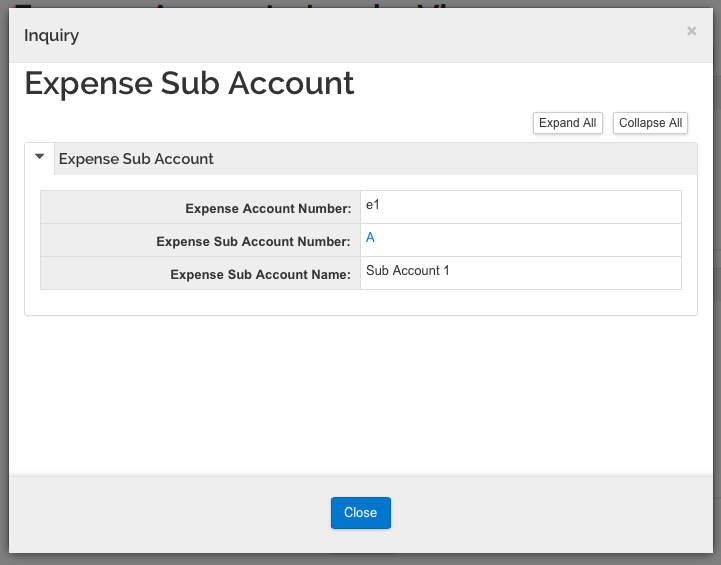 Inquiry ×
Expense Sub Account
Expand All Collapse All
Expense Sub Account
Expense Account Number: e1
Expense Sub Account Number: A
Expense Sub Account Name: Sub Account 1
Close